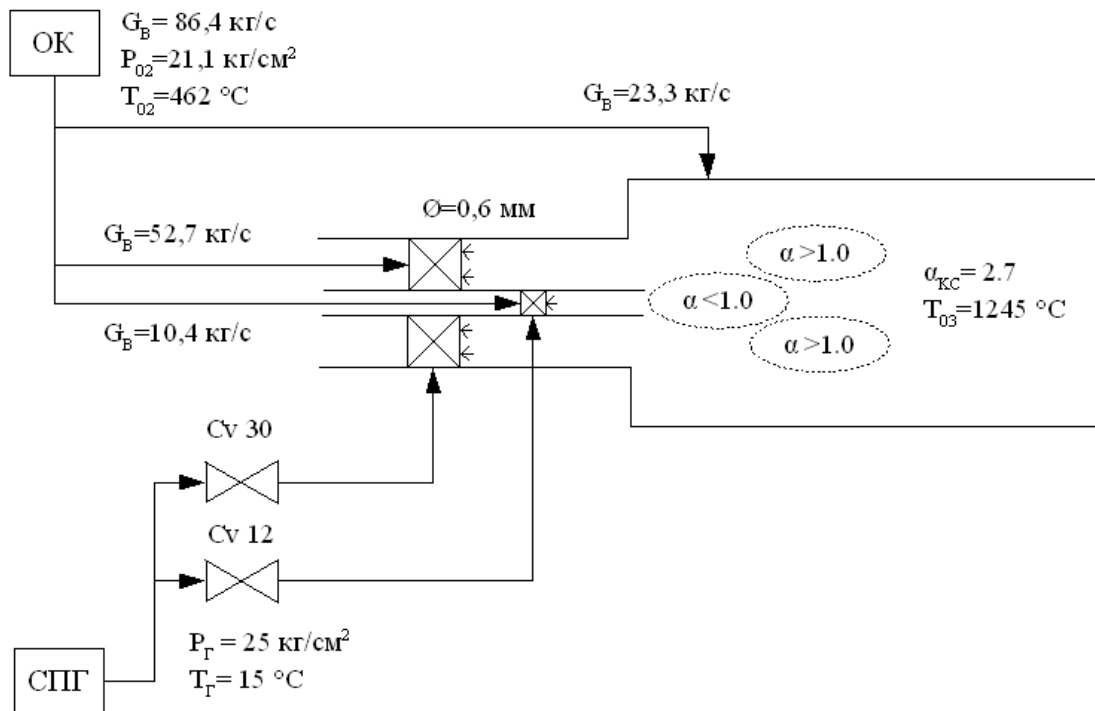 ОК
G_В= 86,4 кг/с
P_02=21,1 кг/см²
T_02=462 °C
G_В=23,3 кг/с
Ø=0,6 мм
G_В=52,7 кг/с
α >1.0
α_КС= 2.7
α <1.0
T_03=1245 °C
G_В=10,4 кг/с
α >1.0
Cv 30
Cv 12
P_Г = 25 кг/см²
T_Г= 15 °C
СПГ